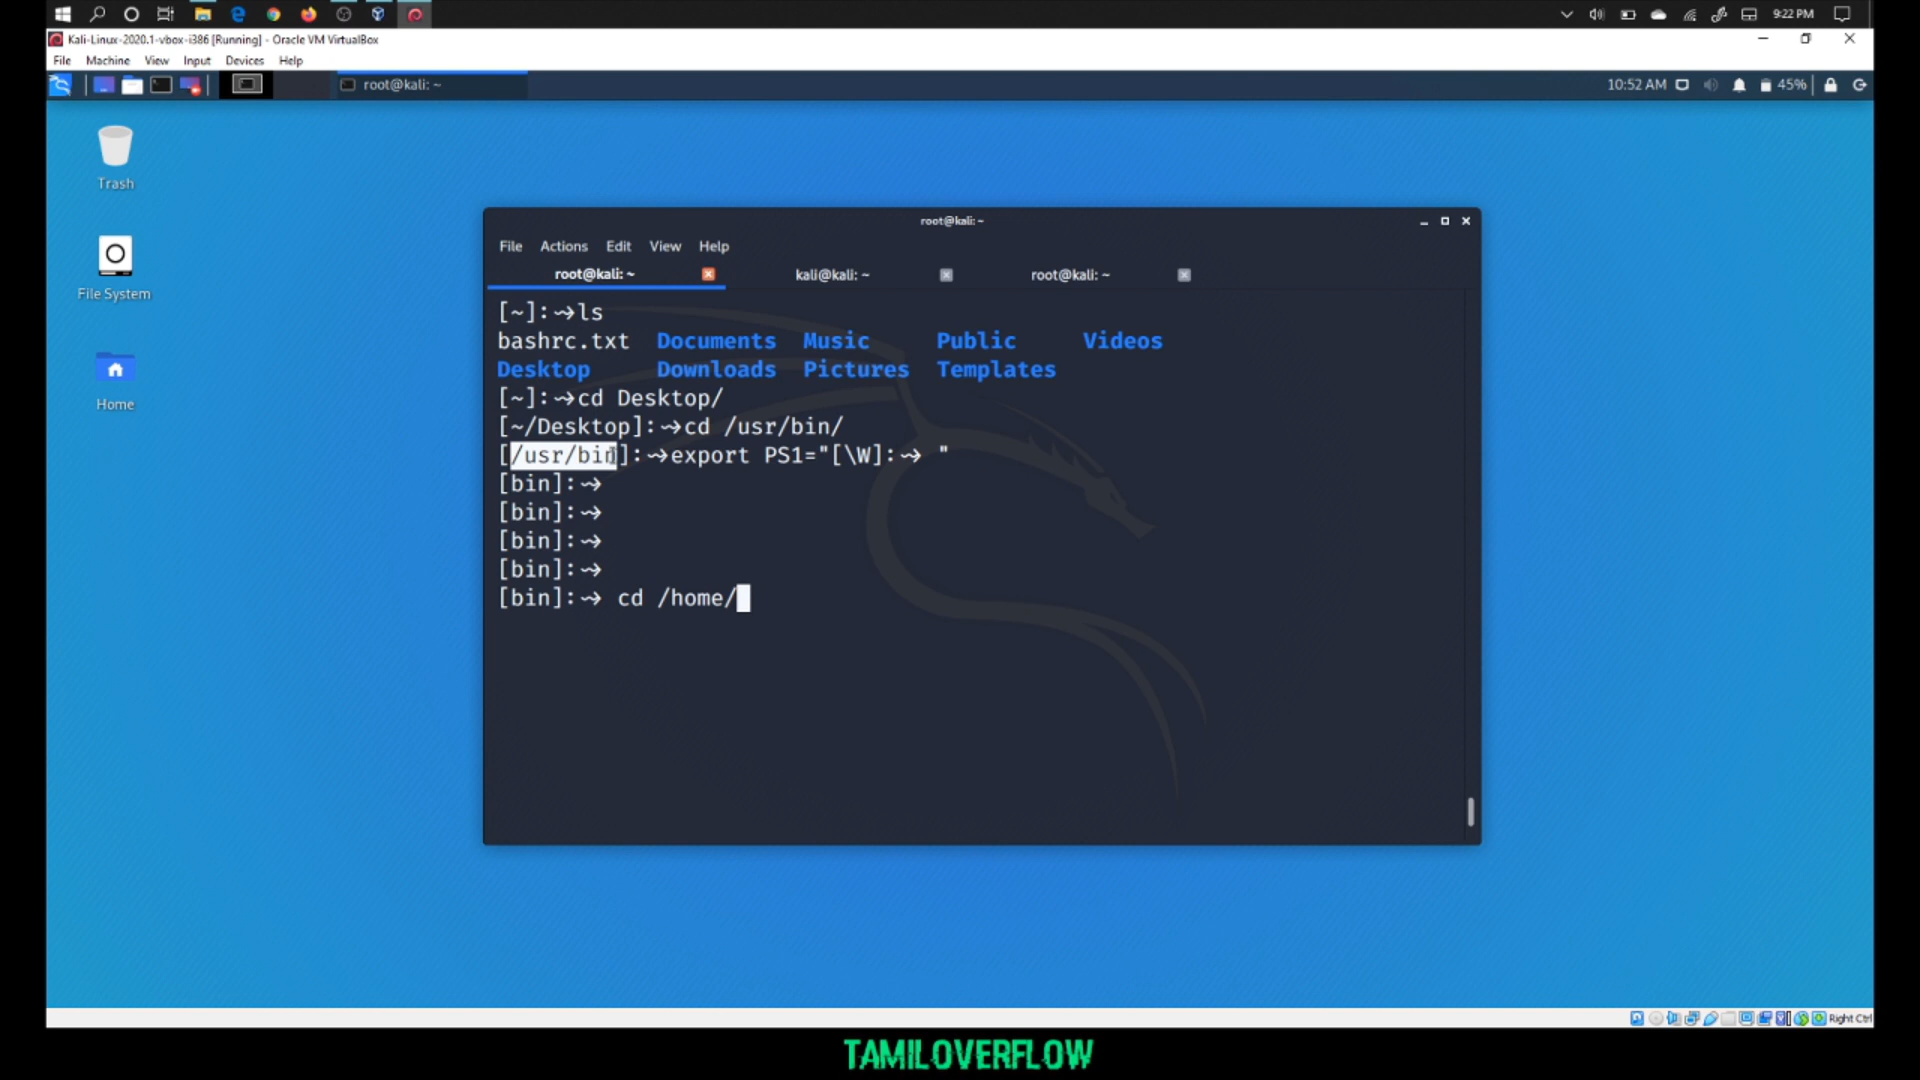 9:22 PM
Kali-Linux-2020.1-vbox-i386 [Running] - Oracle VM VirtualBox
File Machine View Input Devices Help
root@kali: ~
10:52 AM 45%
Trash
File System
Home
root@kali: ~
File Actions Edit View Help
root@kali: ~ kali@kali: ~ root@kali: ~
[~]:⇝ls
bashrc.txt Documents Music Public Videos
Desktop Downloads Pictures Templates
[~]:⇝cd Desktop/
[~/Desktop]:⇝cd /usr/bin/
[/usr/bin]:⇝export PS1="[\W]:⇝ "
[bin]:⇝
[bin]:⇝
[bin]:⇝
[bin]:⇝
[bin]:⇝ cd /home/
Right Ctrl
TAMILOVERFLOW